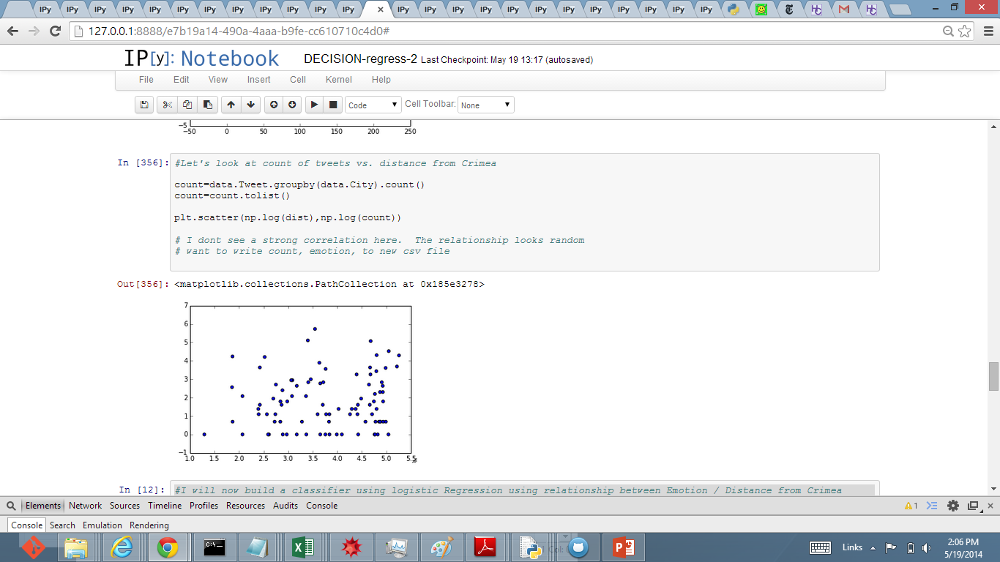 IPy IPy IPy IPy IPy IPy IPy IPy IPy IPy IPy IPy IPy IPy IPy IPy IPy IPy IPy IPy IPy IPy IPy IPy
127.0.0.1:8888/e7b19a14-490a-4aaa-b9fe-cc610710c4d0#
IP[y]: Notebook DECISION-regress-2 Last Checkpoint: May 19 13:17 (autosaved)
File Edit View Insert Cell Kernel Help
Code Cell Toolbar: None
−5
−50 0 50 100 150 200 250
In [356]: #Let's look at count of tweets vs. distance from Crimea
count=data.Tweet.groupby(data.City).count()
count=count.tolist()
plt.scatter(np.log(dist),np.log(count))
# I dont see a strong correlation here.  The relationship looks random
# want to write count, emotion, to new csv file
Out[356]: <matplotlib.collections.PathCollection at 0x185e3278>
7
6
5
4
3
2
1
0
−1
1.0 1.5 2.0 2.5 3.0 3.5 4.0 4.5 5.0 5.5
In [12]: #I will now build a classifier using logistic Regression using relationship between Emotion / Distance from Crimea
Elements Network Sources Timeline Profiles Resources Audits Console 1
Console Search Emulation Rendering
Links 2:06 PM
5/19/2014